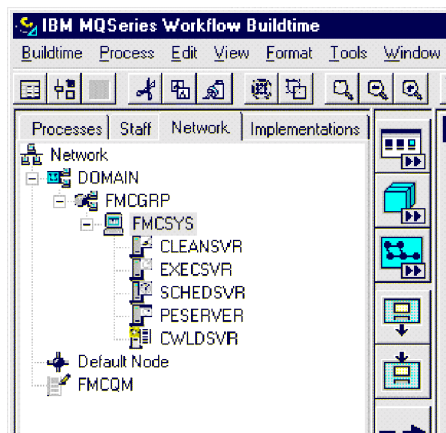 IBM MQSeries Workflow Buildtime
Buildtime Process Edit View Format Tools Window
Processes Staff Network Implementations
Network
DOMAIN
FMCGRP
FMCSYS
CLEANSVR
EXECSVR
SCHEDSVR
PESERVER
CWLDSVR
Default Node
FMCQM